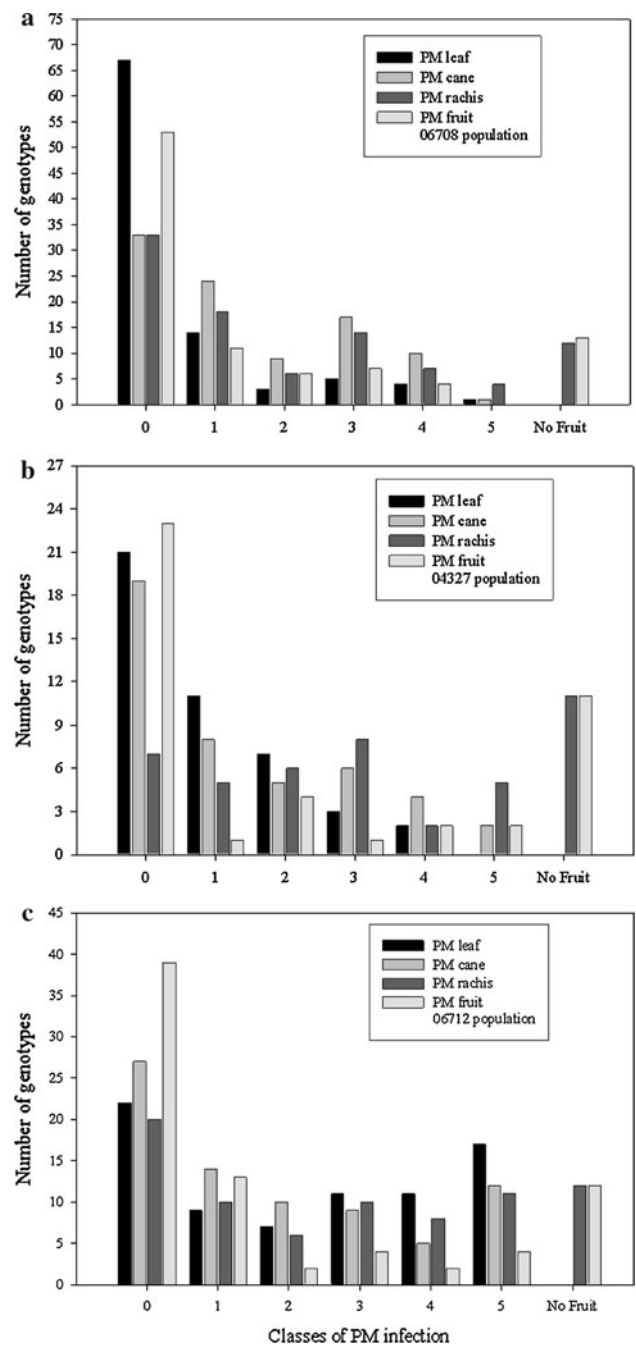 a
75
70
65
60
55
50
45
40
35
30
25
20
15
10
5
0
Number of genotypes
PM leaf
PM cane
PM rachis
PM fruit
06708 population
0 1 2 3 4 5 No Fruit
b
27
24
21
18
15
12
9
6
3
0
Number of genotypes
PM leaf
PM cane
PM rachis
PM fruit
04327 population
0 1 2 3 4 5 No Fruit
c
45
40
35
30
25
20
15
10
5
0
Number of genotypes
PM leaf
PM cane
PM rachis
PM fruit
06712 population
0 1 2 3 4 5 No Fruit
Classes of PM infection